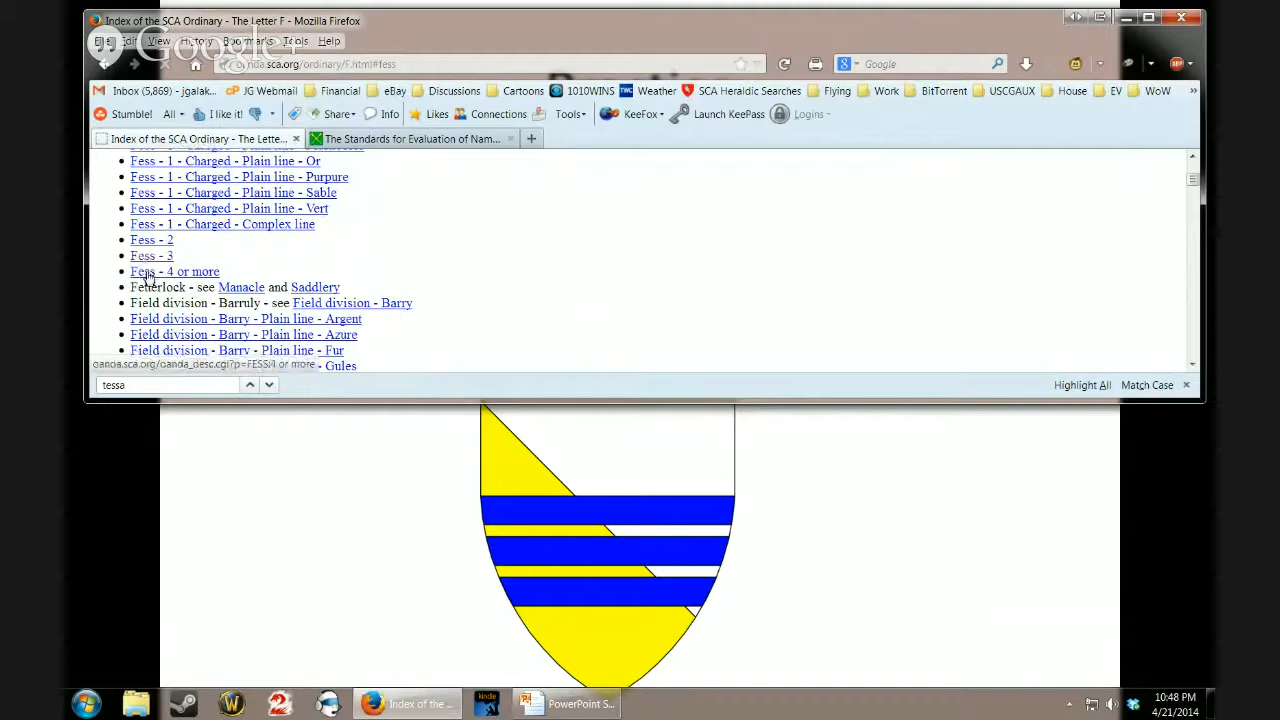 Index of the SCA Ordinary - The Letter F - Mozilla Firefox
File Edit View History Bookmarks Tools Help
Google+
oanda.sca.org/ordinary/F.html#fess
Google
Inbox (5,869) - jgalak... JG Webmail Financial eBay Discussions Cartoons 1010WINS Weather SCA Heraldic Searches Flying Work BitTorrent USCGAUX House EV WoW »
Stumble! All I like it! Share Info Likes Connections Tools KeeFox Launch KeePass Logins
Index of the SCA Ordinary - The Lette... × The Standards for Evaluation of Nam... × +
Fess - 1 - Charged - Plain line - Or
Fess - 1 - Charged - Plain line - Purpure
Fess - 1 - Charged - Plain line - Sable
Fess - 1 - Charged - Plain line - Vert
Fess - 1 - Charged - Complex line
Fess - 2
Fess - 3
Fess - 4 or more
Fetterlock - see Manacle and Saddlery
Field division - Barruly - see Field division - Barry
Field division - Barry - Plain line - Argent
Field division - Barry - Plain line - Azure
Field division - Barry - Plain line - Fur
- Gules
oanda.sca.org/oanda_desc.cgi?p=FESS:4 or more
tessa
Highlight All Match Case ×
Index of the ... kindle PowerPoint S...
10:48 PM
4/21/2014